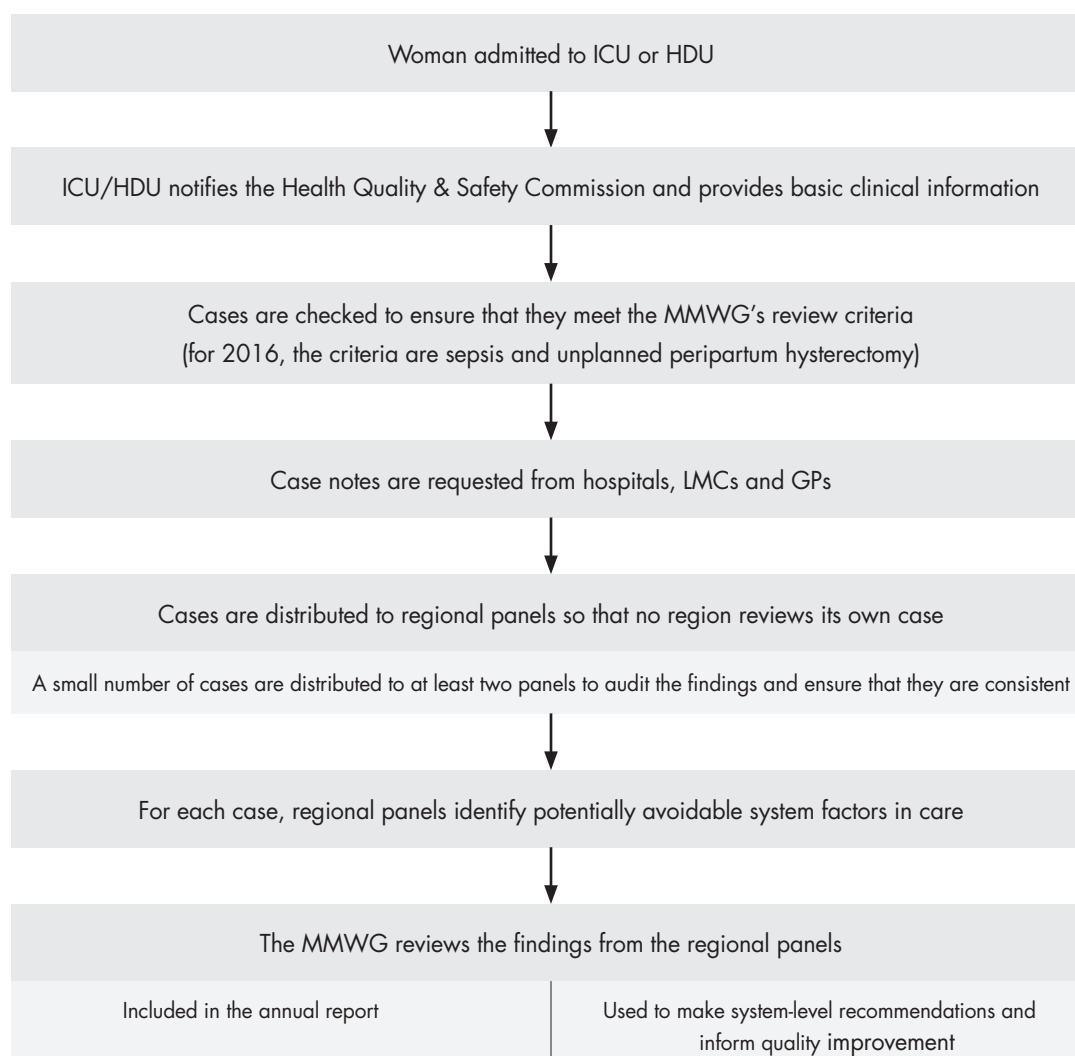 Woman admitted to ICU or HDU
ICU/HDU notifies the Health Quality & Safety Commission and provides basic clinical information
Cases are checked to ensure that they meet the MMWG's review criteria
(for 2016, the criteria are sepsis and unplanned peripartum hysterectomy)
Case notes are requested from hospitals, LMCs and GPs
Cases are distributed to regional panels so that no region reviews its own case
A small number of cases are distributed to at least two panels to audit the findings and ensure that they are consistent
For each case, regional panels identify potentially avoidable system factors in care
The MMWG reviews the findings from the regional panels
Included in the annual report
Used to make system-level recommendations and
inform quality improvement